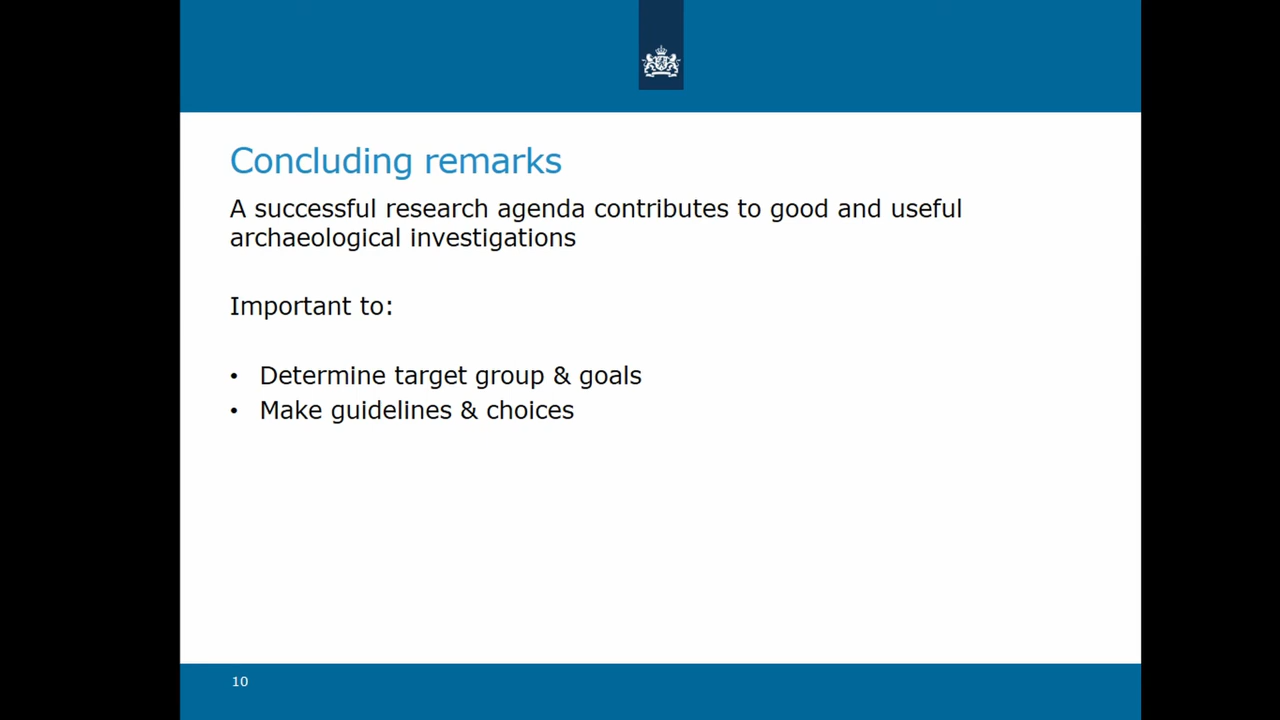 Concluding remarks
A successful research agenda contributes to good and useful
archaeological investigations
Important to:
• Determine target group & goals
• Make guidelines & choices
10